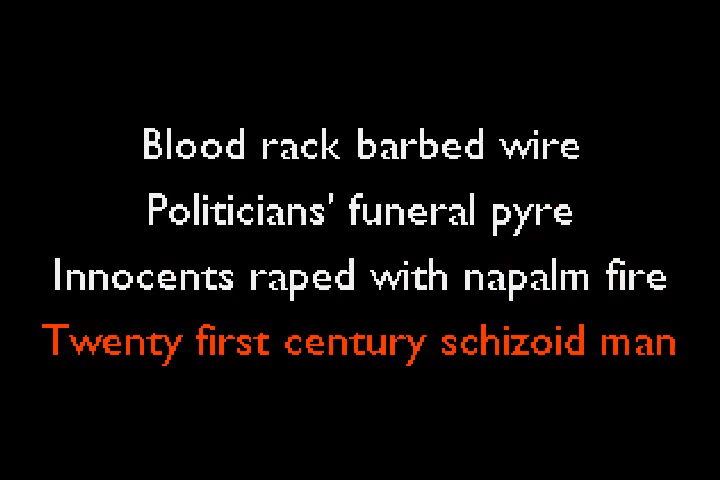 Blood rack barbed wire
Politicians' funeral pyre
Innocents raped with napalm fire
Twenty first century schizoid man